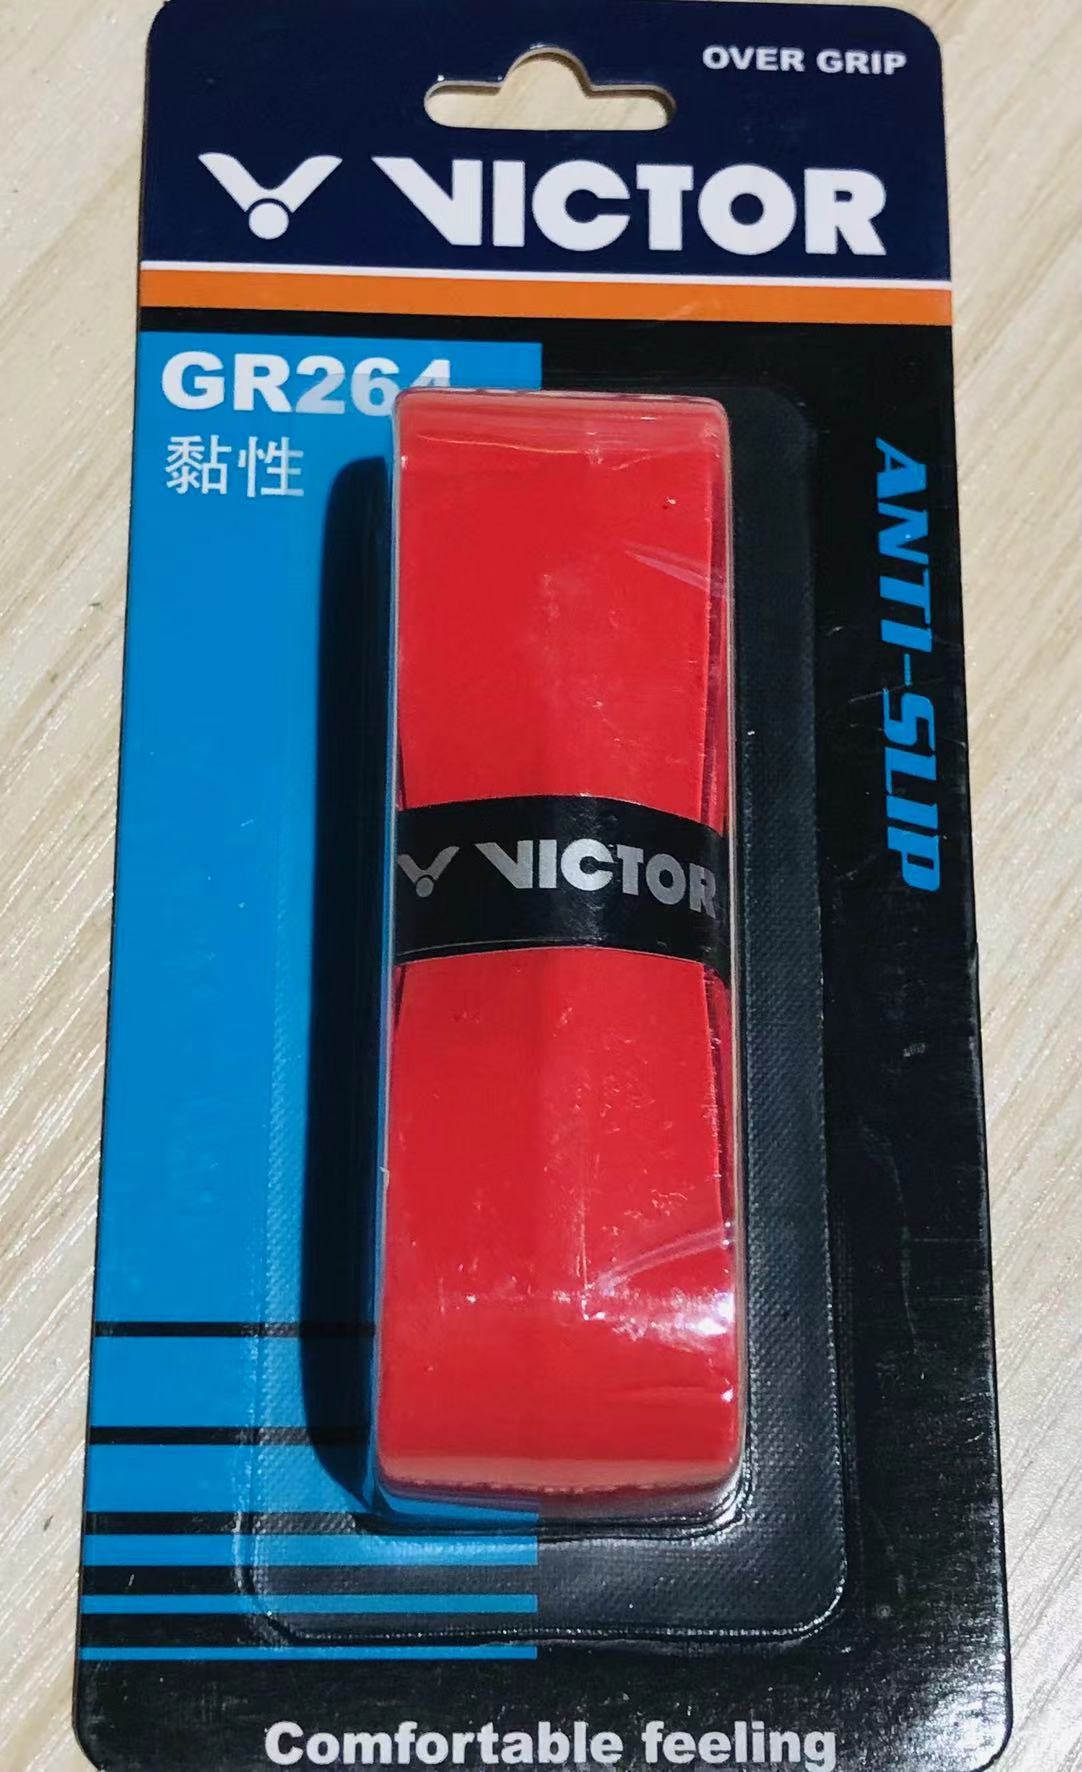 OVER GRIP
VICTOR
GR264
黏性
ANTI-SLIP
VICTOR
Comfortable feeling